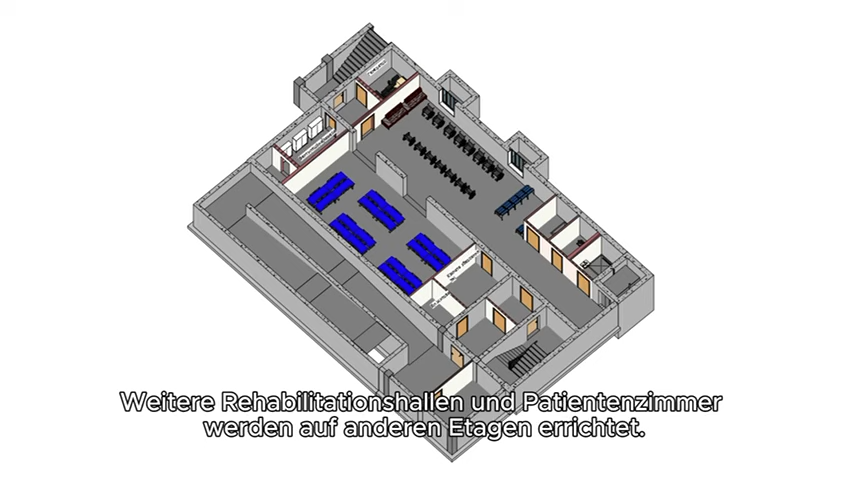 Weitere Rehabilitationshallen und Patientenzimmer
werden auf anderen Etagen errichtet.